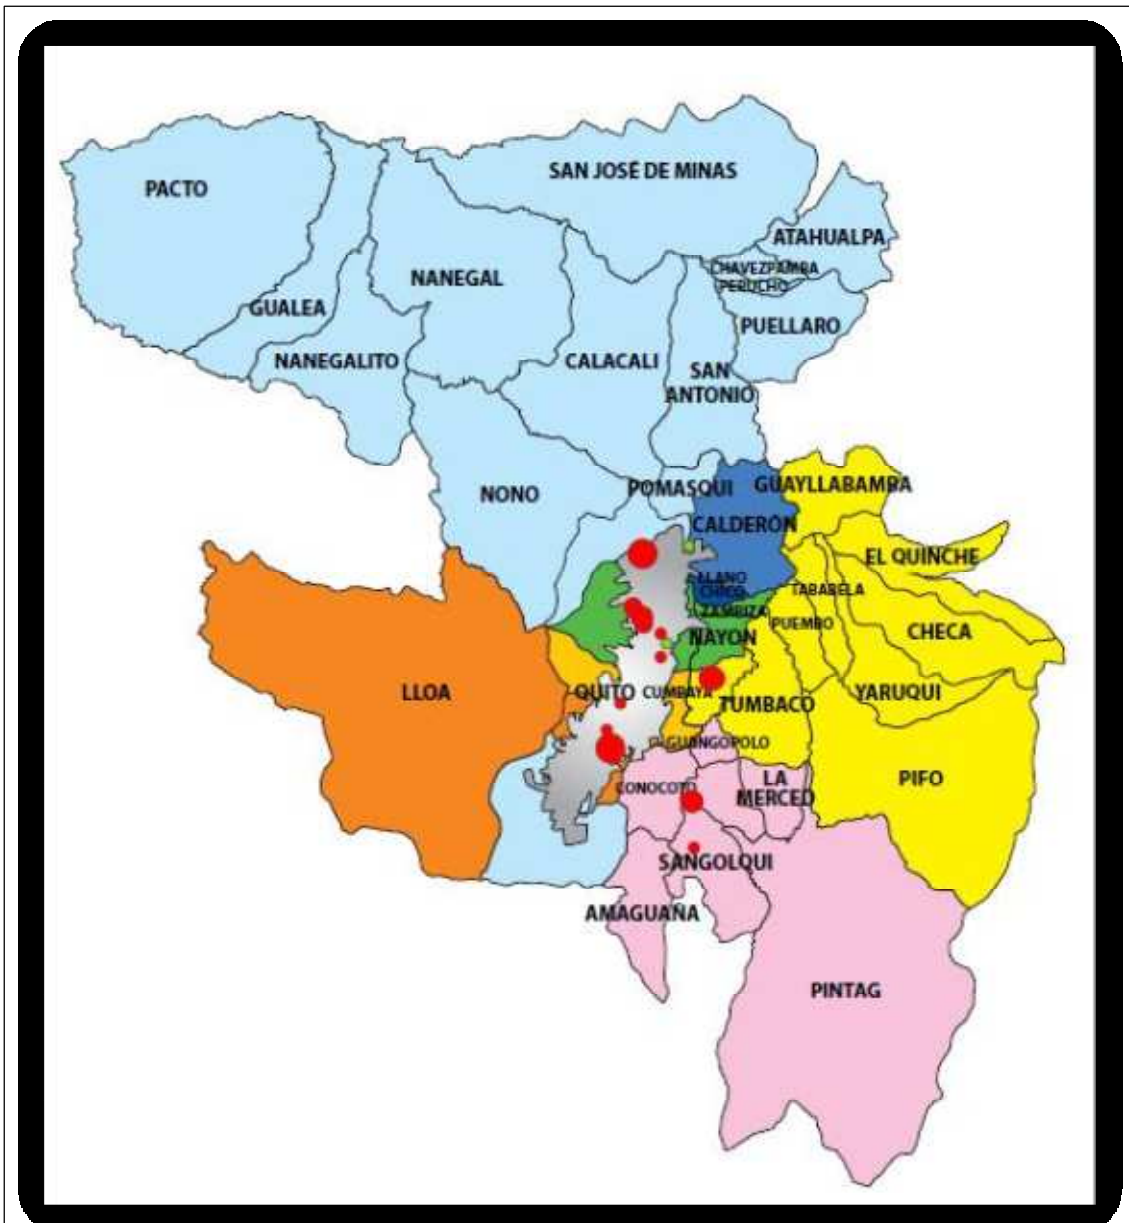 SAN JOSÉ DE MINAS
PACTO
ATAHUALPA
CHAVEZPAMBA
NANEGAL
PERUCHO
GUALEA
PUELLARO
NANEGALITO
CALACALI
SAN
ANTONIO
NONO
POMASQUI
GUAYLLABAMBA
CALDERÓN
EL QUINCHE
LLANO
CHICO
TABABELA
ZAMBIZA
PUEMBO
CHECA
NAYON
LLOA
QUITO
CUMBAYA
YARUQUI
TUMBACO
GUANGOPOLO
PIFO
LA
MERCED
CONOCOTO
SANGOLQUI
AMAGUAÑA
PINTAG